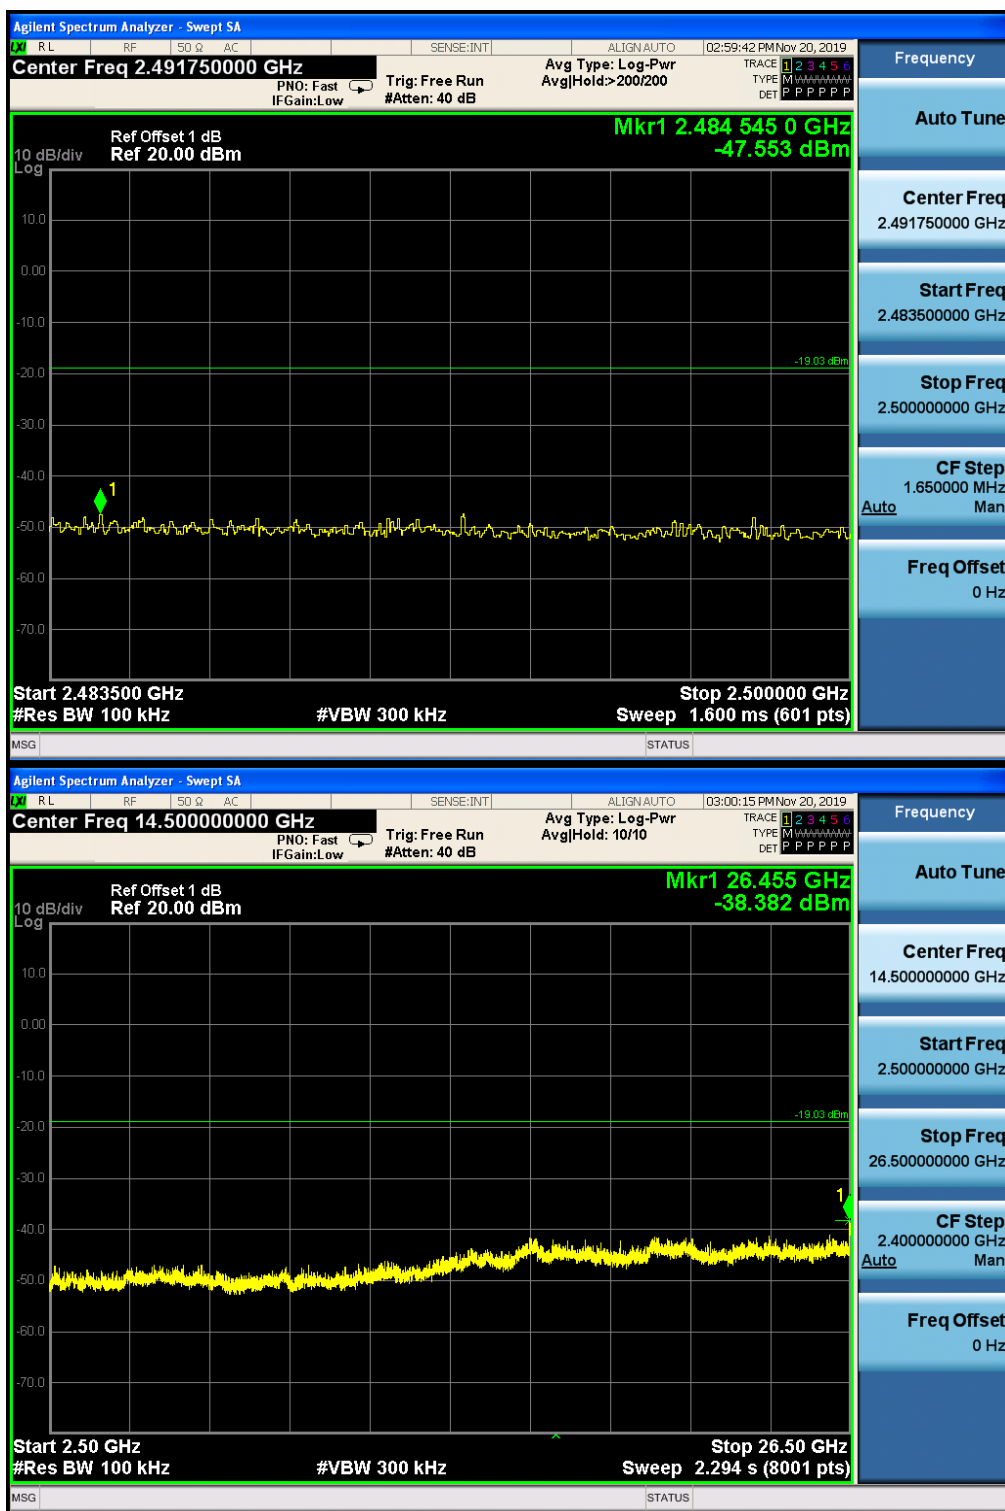 Agilent Spectrum Analyzer - Swept SA
LXI RL RF 50 Ω AC SENSE:INT ALIGN AUTO 02:59:42 PM Nov 20, 2019
Center Freq 2.491750000 GHz
PNO: Fast
IFGain:Low
Trig: Free Run
#Atten: 40 dB
Avg Type: Log-Pwr
Avg|Hold:>200/200
TRACE 1 2 3 4 5 6
TYPE M
DET P P P P P P
Mkr1 2.484 545 0 GHz
-47.553 dBm
Ref Offset 1 dB
10 dB/div Ref 20.00 dBm
Log
10.0
0.00
-10.0
-19.03 dBm
-20.0
-30.0
-40.0
1
-50.0
-60.0
-70.0
Start 2.483500 GHz Stop 2.500000 GHz
#Res BW 100 kHz #VBW 300 kHz Sweep 1.600 ms (601 pts)
MSG STATUS
Frequency
Auto Tune
Center Freq
2.491750000 GHz
Start Freq
2.483500000 GHz
Stop Freq
2.500000000 GHz
CF Step
1.650000 MHz
Auto Man
Freq Offset
0 Hz
Agilent Spectrum Analyzer - Swept SA
LXI RL RF 50 Ω AC SENSE:INT ALIGN AUTO 03:00:15 PM Nov 20, 2019
Center Freq 14.500000000 GHz
PNO: Fast
IFGain:Low
Trig: Free Run
#Atten: 40 dB
Avg Type: Log-Pwr
Avg|Hold: 10/10
TRACE 1 2 3 4 5 6
TYPE M
DET P P P P P P
Mkr1 26.455 GHz
-38.382 dBm
Ref Offset 1 dB
10 dB/div Ref 20.00 dBm
Log
10.0
0.00
-10.0
-19.03 dBm
-20.0
-30.0
1
-40.0
-50.0
-60.0
-70.0
Start 2.50 GHz Stop 26.50 GHz
#Res BW 100 kHz #VBW 300 kHz Sweep 2.294 s (8001 pts)
MSG STATUS
Frequency
Auto Tune
Center Freq
14.500000000 GHz
Start Freq
2.500000000 GHz
Stop Freq
26.500000000 GHz
CF Step
2.400000000 GHz
Auto Man
Freq Offset
0 Hz